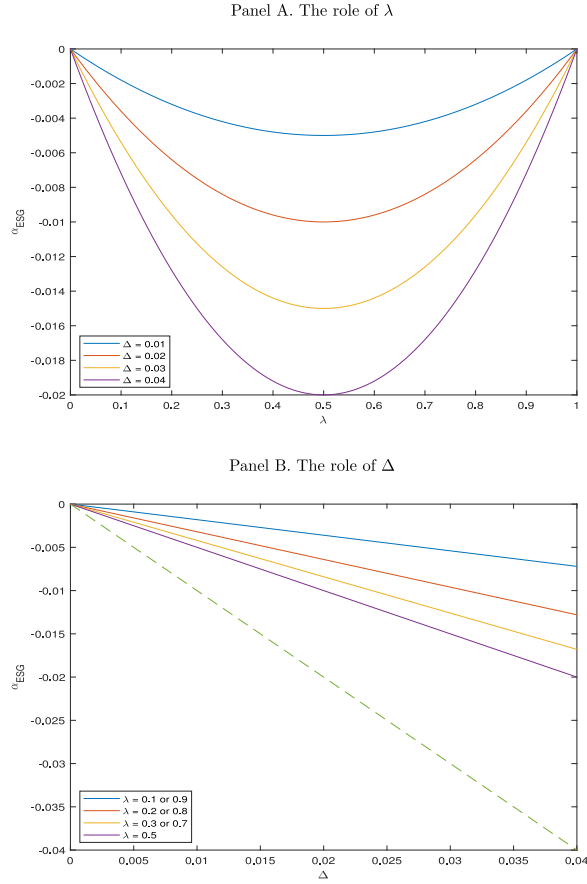 Panel A. The role of λ
0
-0.002
-0.004
-0.006
-0.008
-0.01
-0.012
-0.014
-0.016
-0.018
-0.02
α_ESG
Δ = 0.01
Δ = 0.02
Δ = 0.03
Δ = 0.04
0 0.1 0.2 0.3 0.4 0.5 0.6 0.7 0.8 0.9 1
λ
Panel B. The role of Δ
0
-0.005
-0.01
-0.015
-0.02
-0.025
-0.03
-0.035
-0.04
α_ESG
λ = 0.1 or 0.9
λ = 0.2 or 0.8
λ = 0.3 or 0.7
λ = 0.5
0 0.005 0.01 0.015 0.02 0.025 0.03 0.035 0.04
Δ